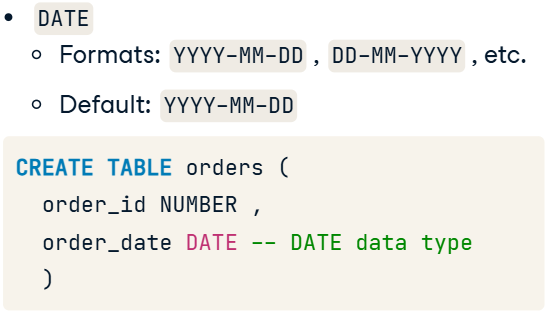 • DATE
◦ Formats: YYYY-MM-DD , DD-MM-YYYY , etc.
◦ Default: YYYY-MM-DD
CREATE TABLE orders (
  order_id NUMBER ,
  order_date DATE -- DATE data type
  )